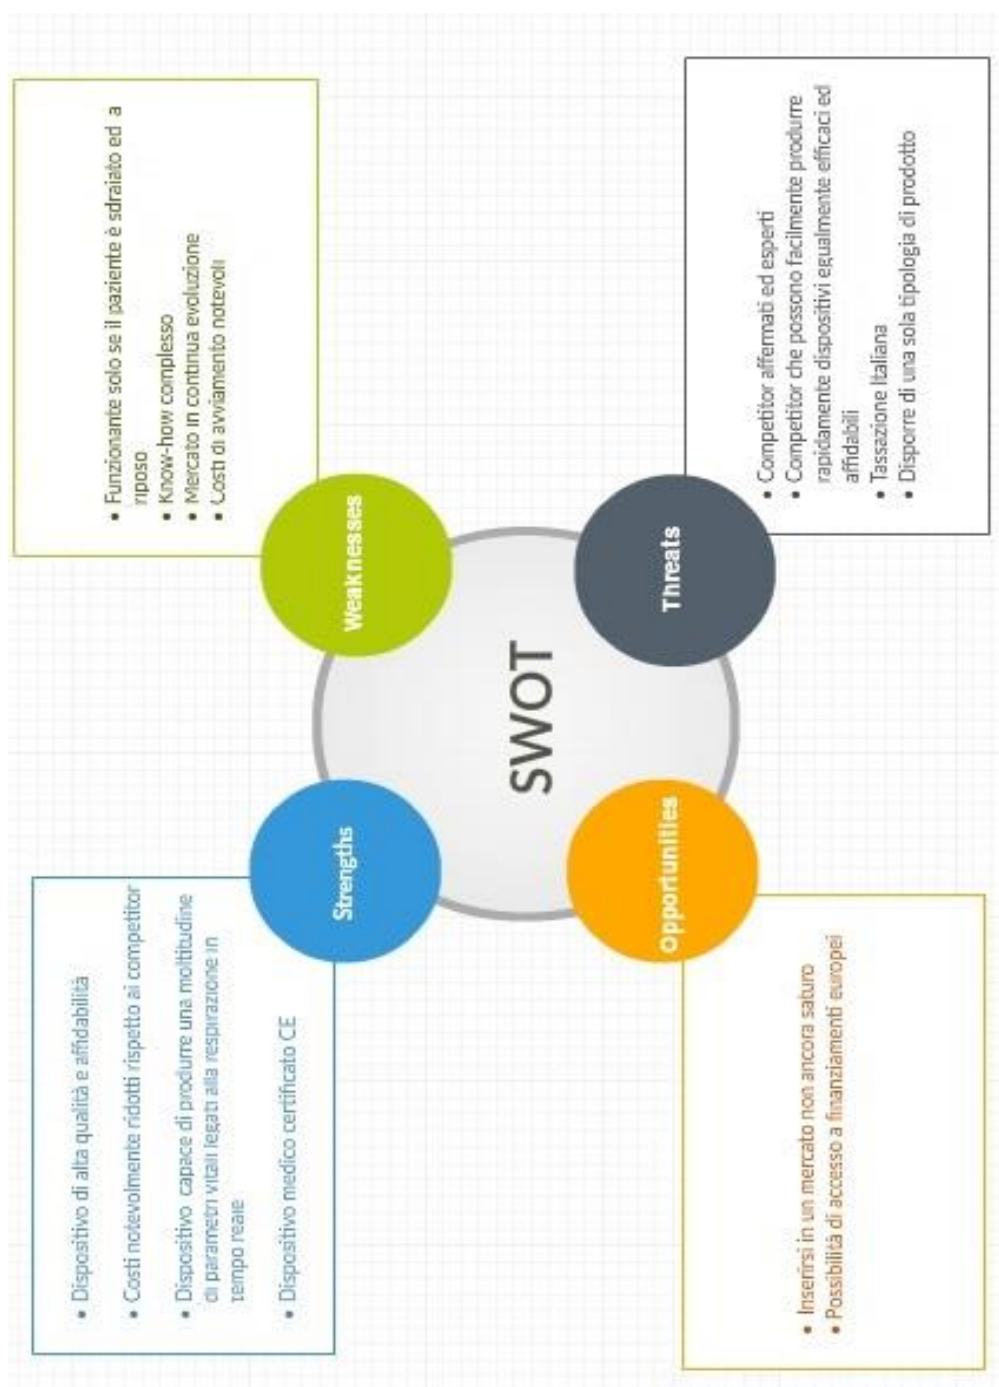 • Dispositivo di alta qualità e affidabilità
• Costi notevolmente ridotti rispetto ai competitor
• Dispositivo capace di produrre una moltitudine
di parametri vitali legati alla respirazione in
tempo reale
• Dispositivo medico certificato CE
Strengths
• Funzionante solo se il paziente è sdraiato ed a
riposo
• Know-how complesso
• Mercato in continua evoluzione
• Costi di avviamento notevoli
Weaknesses
SWOT
Opportunities
• Inserirsi in un mercato non ancora saturo
• Possibilità di accesso a finanziamenti europei
Threats
• Competitor affermati ed esperti
• Competitor che possono facilmente produrre
rapidamente dispositivi egualmente efficaci ed
affidabili
• Tassazione Italiana
• Disporre di una sola tipologia di prodotto